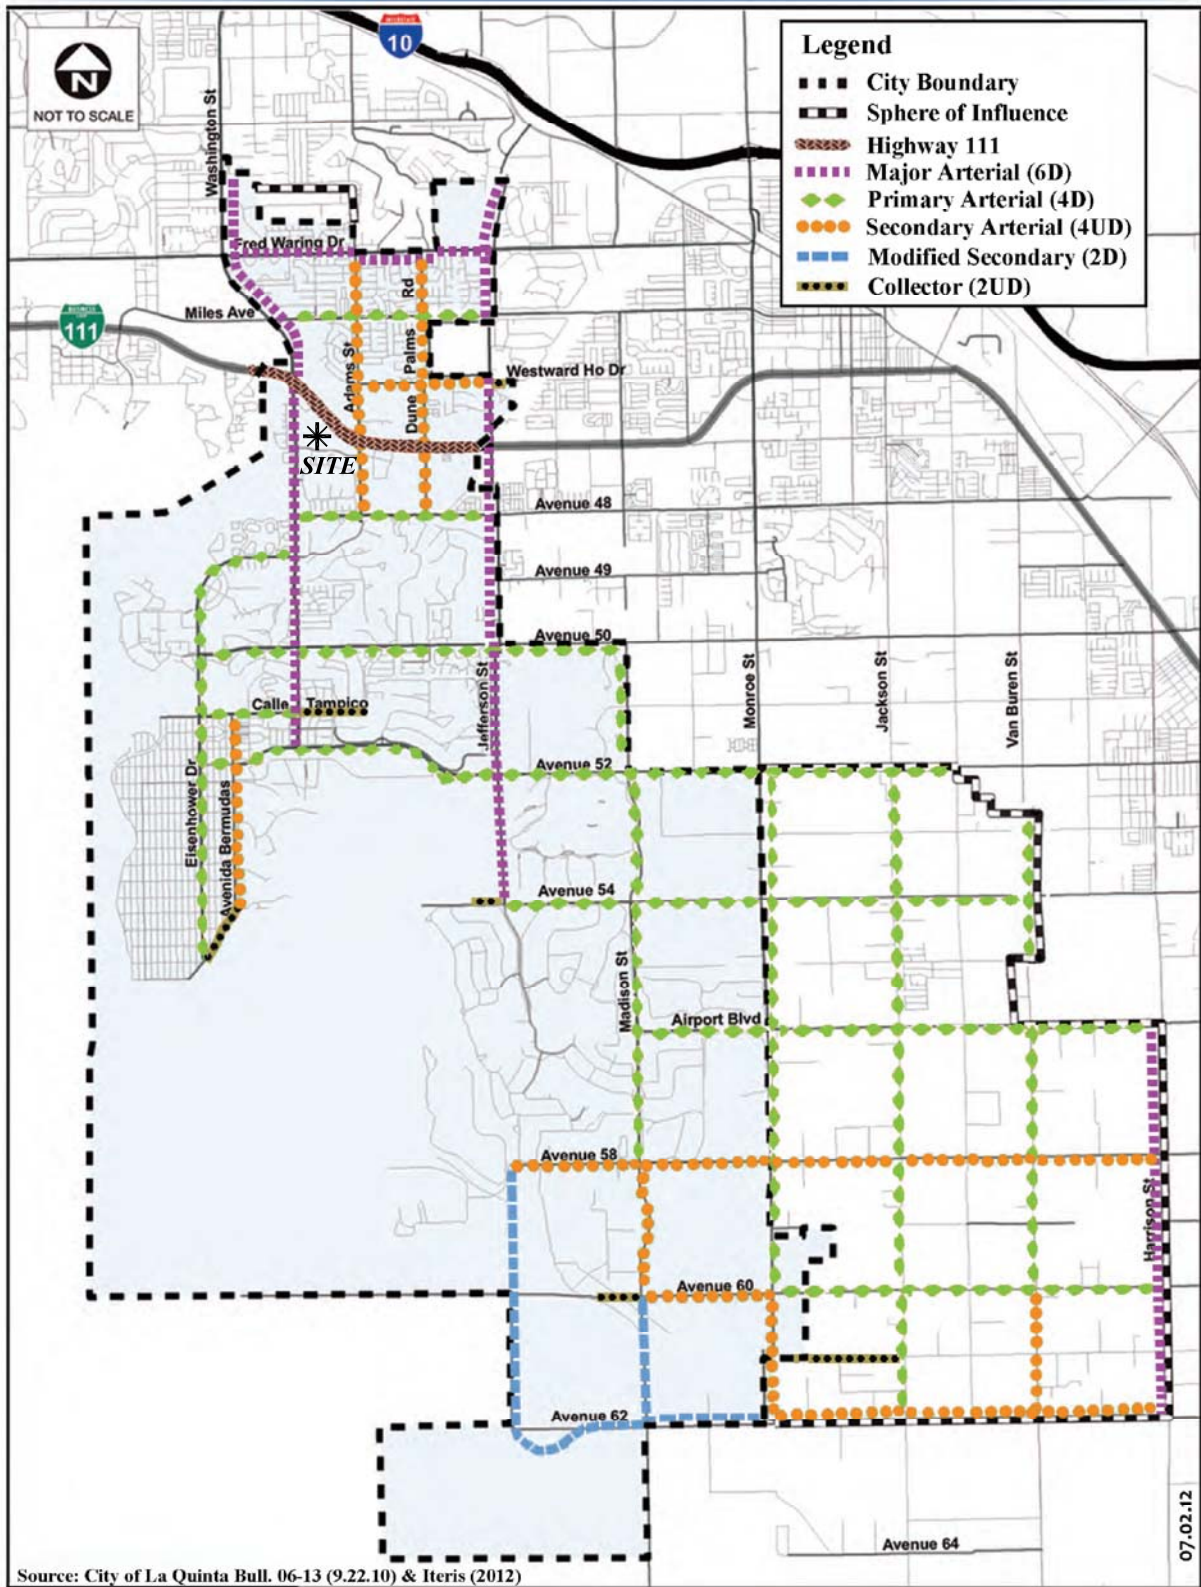 N
NOT TO SCALE
INTERSTATE
10
Legend
City Boundary
Sphere of Influence
Highway 111
Major Arterial (6D)
Primary Arterial (4D)
Secondary Arterial (4UD)
Modified Secondary (2D)
Collector (2UD)
Washington St
Fred Waring Dr
Miles Ave
111
Adams St
Dune Palms Rd
Westward Ho Dr
SITE
Avenue 48
Avenue 49
Avenue 50
Calle Tampico
Jefferson St
Monroe St
Jackson St
Van Buren St
Avenue 52
Eisenhower Dr
Avenida Bermudas
Avenue 54
Madison St
Airport Blvd
Avenue 58
Harrison St
Avenue 60
Avenue 62
Avenue 64
07.02.12
Source: City of La Quinta Bull. 06-13 (9.22.10) & Iteris (2012)